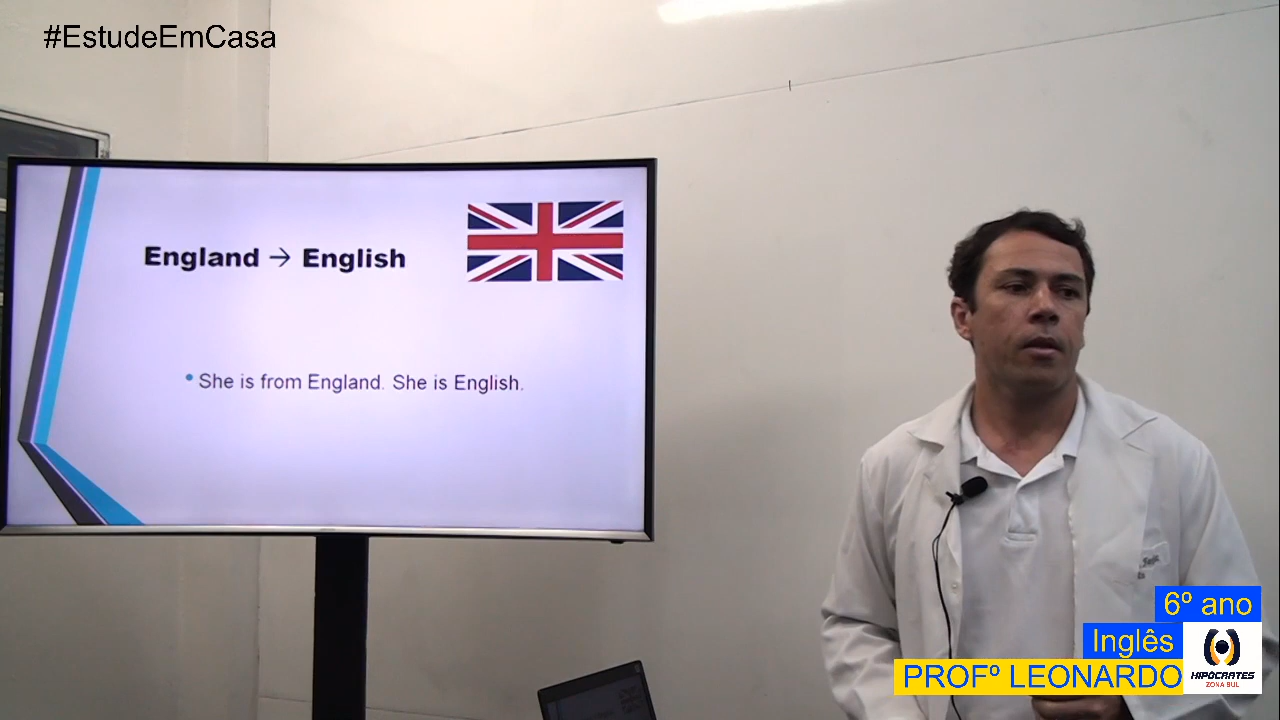 #EstudeEmCasa
England → English
• She is from England. She is English.
6º ano
Inglês
PROFº LEONARDO
HIPÓCRATES
ZONA SUL